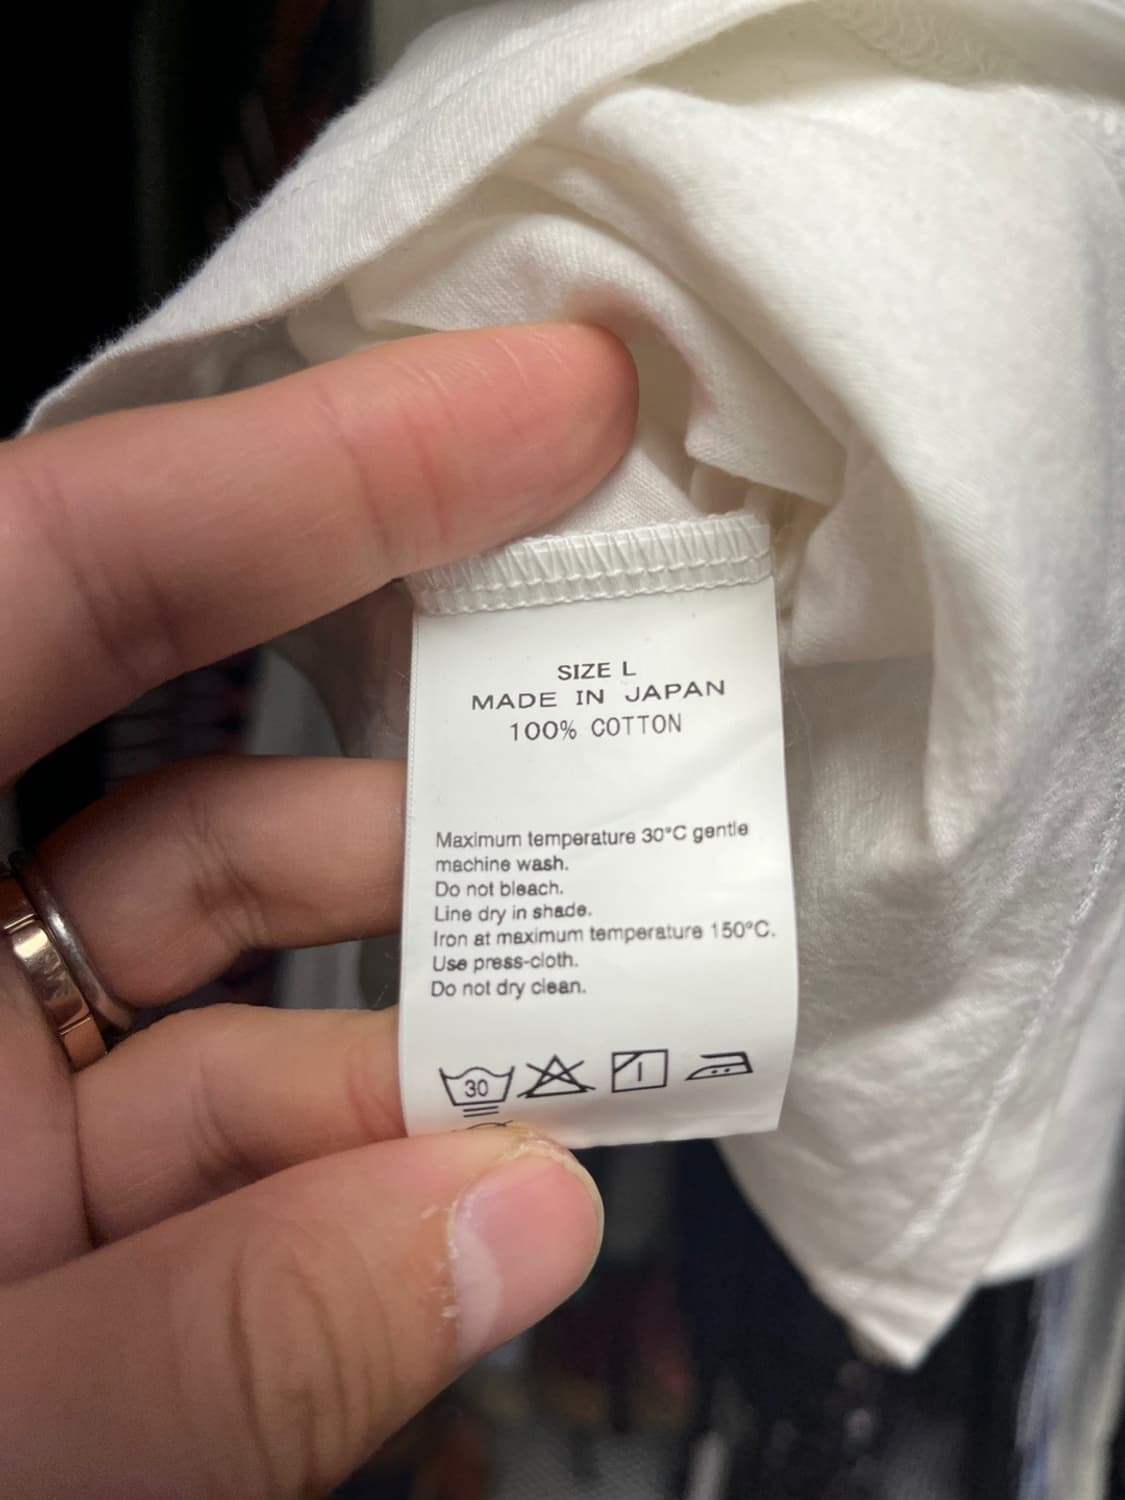 SIZE L
MADE IN JAPAN
100% COTTON
Maximum temperature 30°C gentle
machine wash.
Do not bleach.
Line dry in shade.
Iron at maximum temperature 150°C.
Use press-cloth.
Do not dry clean.
30